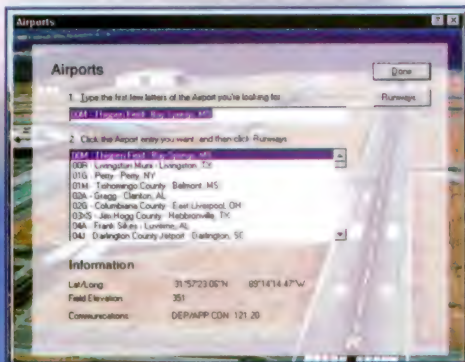 Airports
Airports
Done
1. Type the first few letters of the Airport you're looking for.
Runways
00M - Thigpen Field - Bay Springs, MS
2. Click the Airport entry you want, and then click Runways
00M - Thigpen Field - Bay Springs, MS
00R - Livingston Muni - Livingston, TX
01G - Perry - Perry, NY
01M - Tishomingo County - Belmont, MS
02A - Gragg - Clanton, AL
02G - Columbiana County - East Liverpool, OH
03XS - Jim Hogg County - Hebbronville, TX
04A - Frank Sikes - Luverne, AL
04J - Darlington County Jetport - Darlington, SC
Information
Lat/Long: 31°57'23.06"N 89°14'14.47"W
Field Elevation: 351
Communications: DEP/APP CDN 121.20